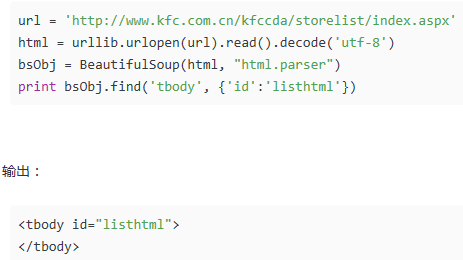 url = 'http://www.kfc.com.cn/kfccda/storelist/index.aspx'
html = urllib.urlopen(url).read().decode('utf-8')
bsObj = BeautifulSoup(html, "html.parser")
print bsObj.find('tbody', {'id':'listhtml'})
输出：
<tbody id="listhtml">
</tbody>